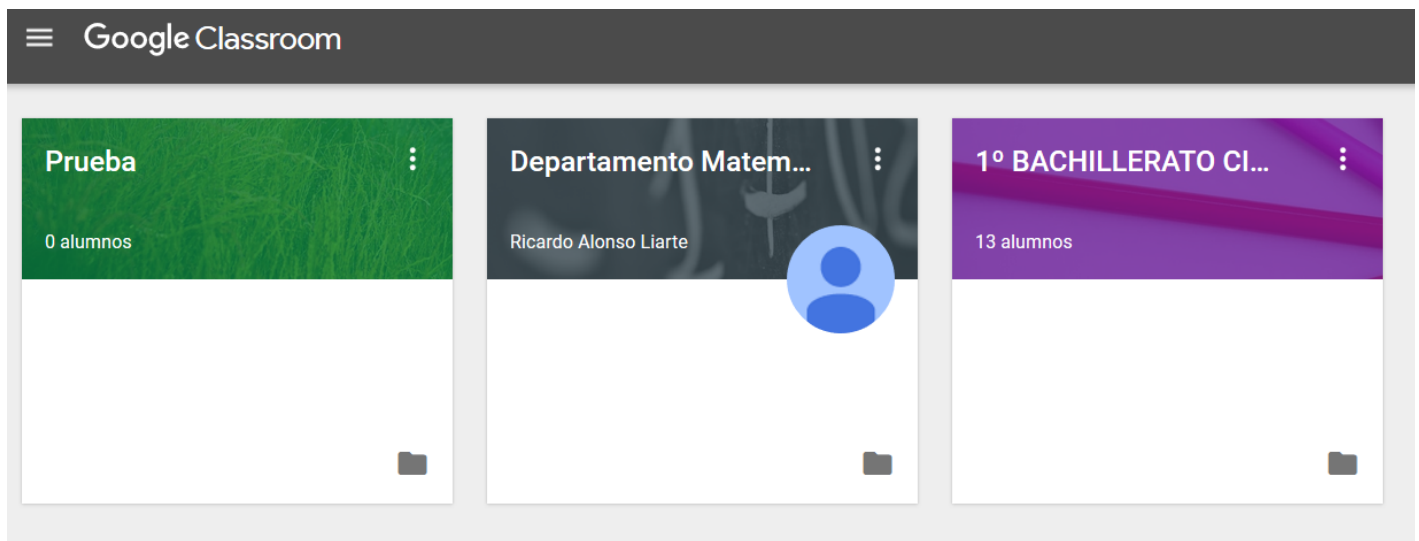 Google Classroom
Prueba
0 alumnos
Departamento Matem...
Ricardo Alonso Liarte
1º BACHILLERATO CI...
13 alumnos